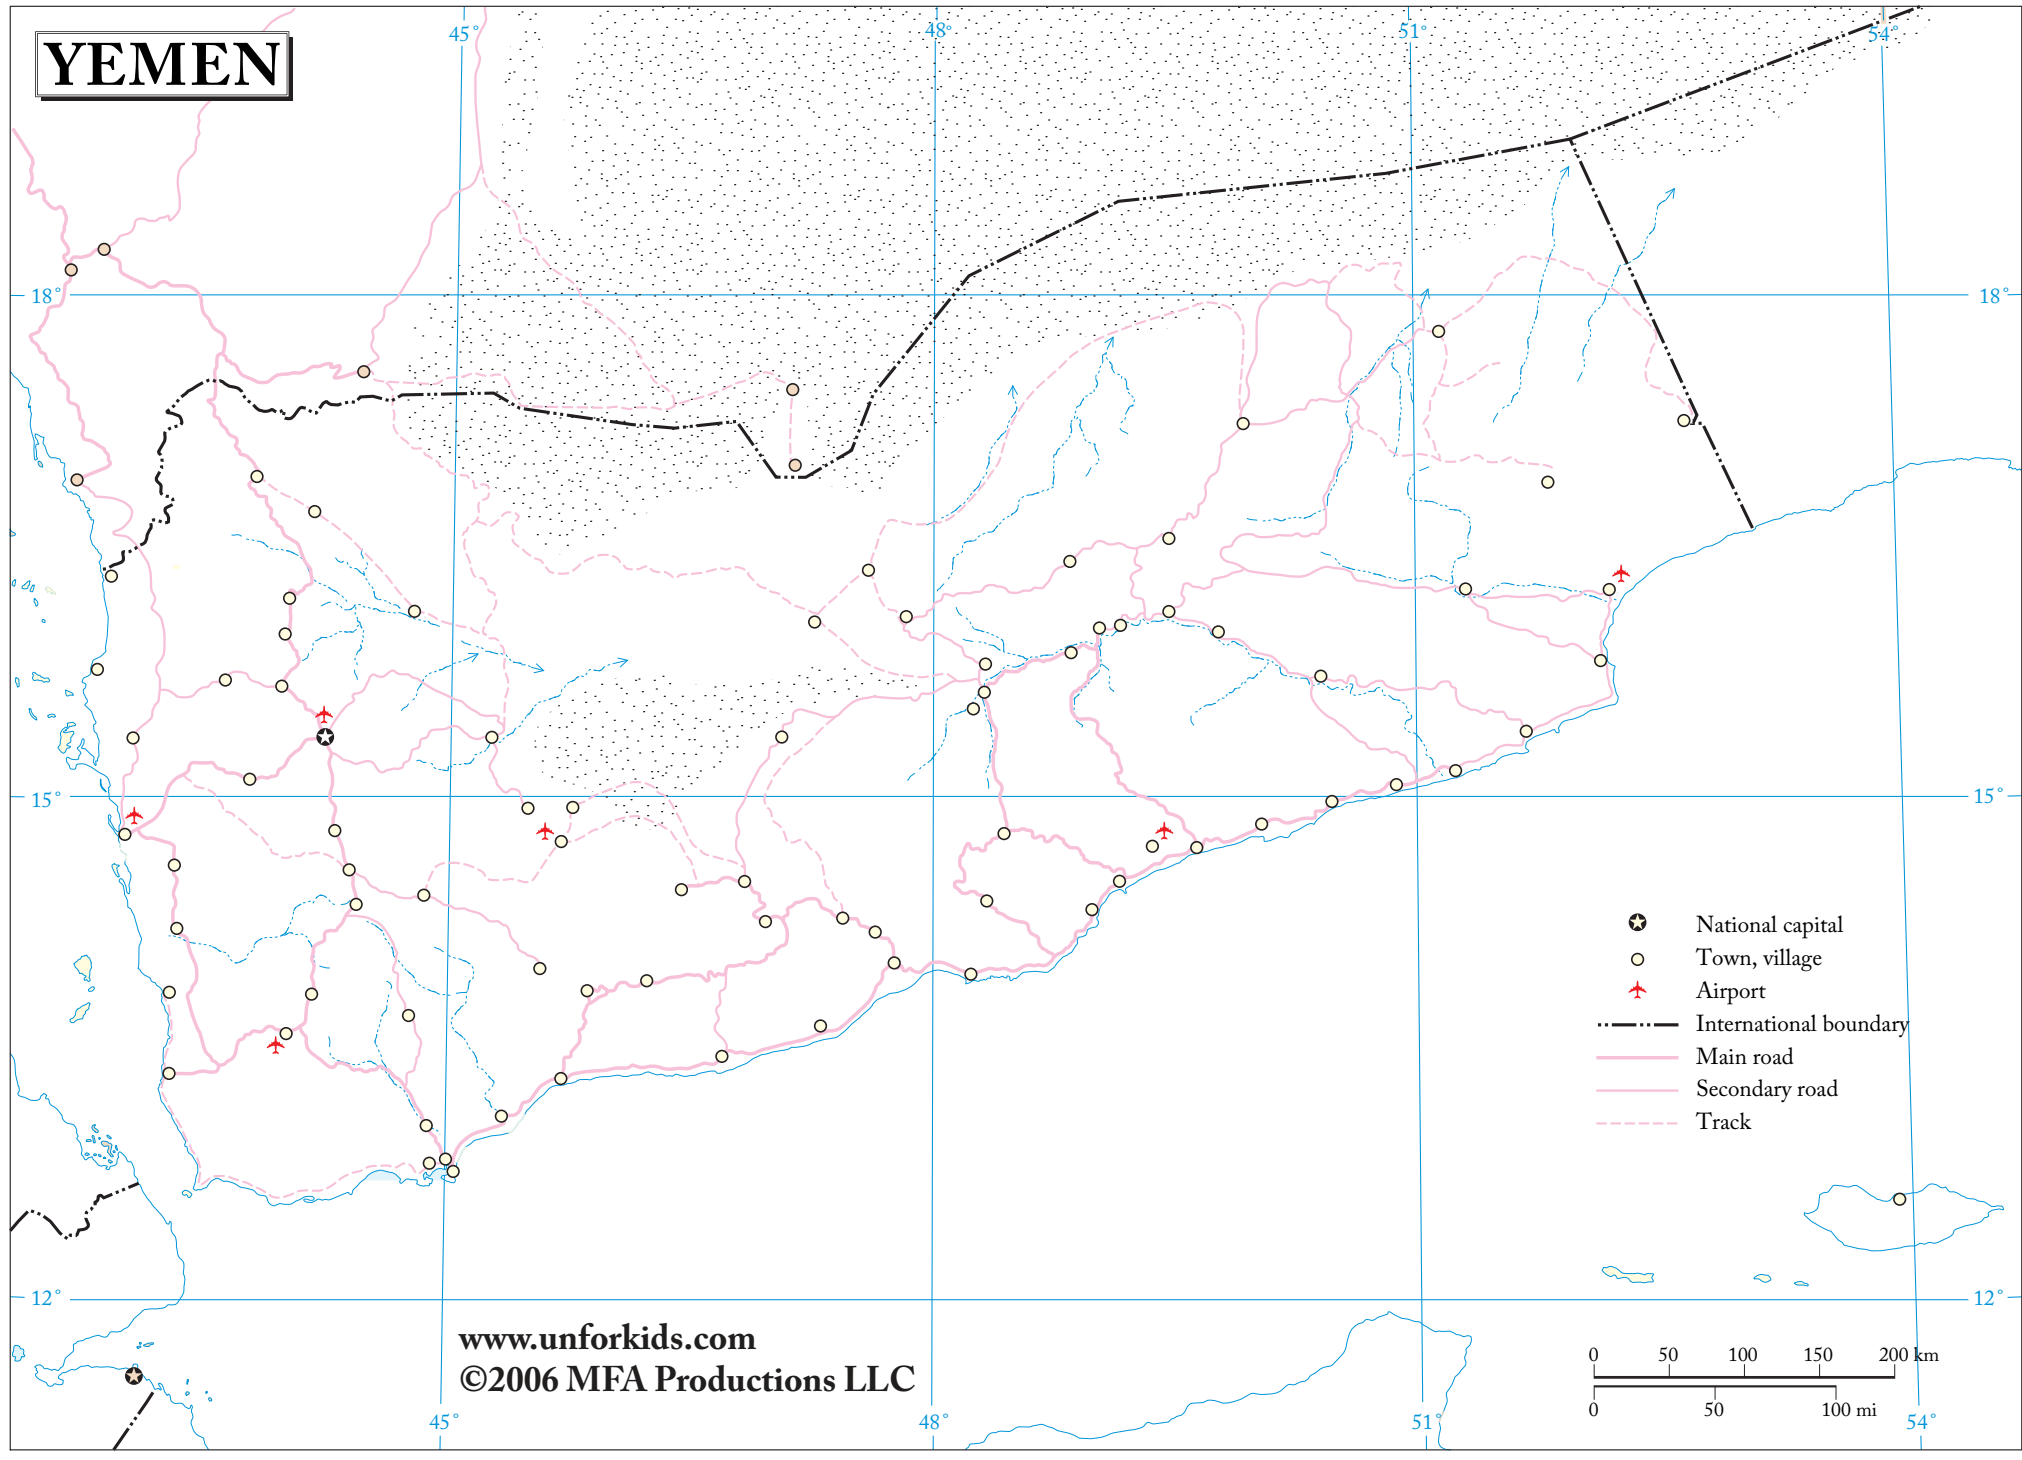 YEMEN
45°
48°
51°
54°
18°
18°
15°
15°
National capital
Town, village
Airport
International boundary
Main road
Secondary road
Track
12°
12°
www.unforkids.com
©2006 MFA Productions LLC
0 50 100 150 200 km
0 50 100 mi
45°
48°
51°
54°